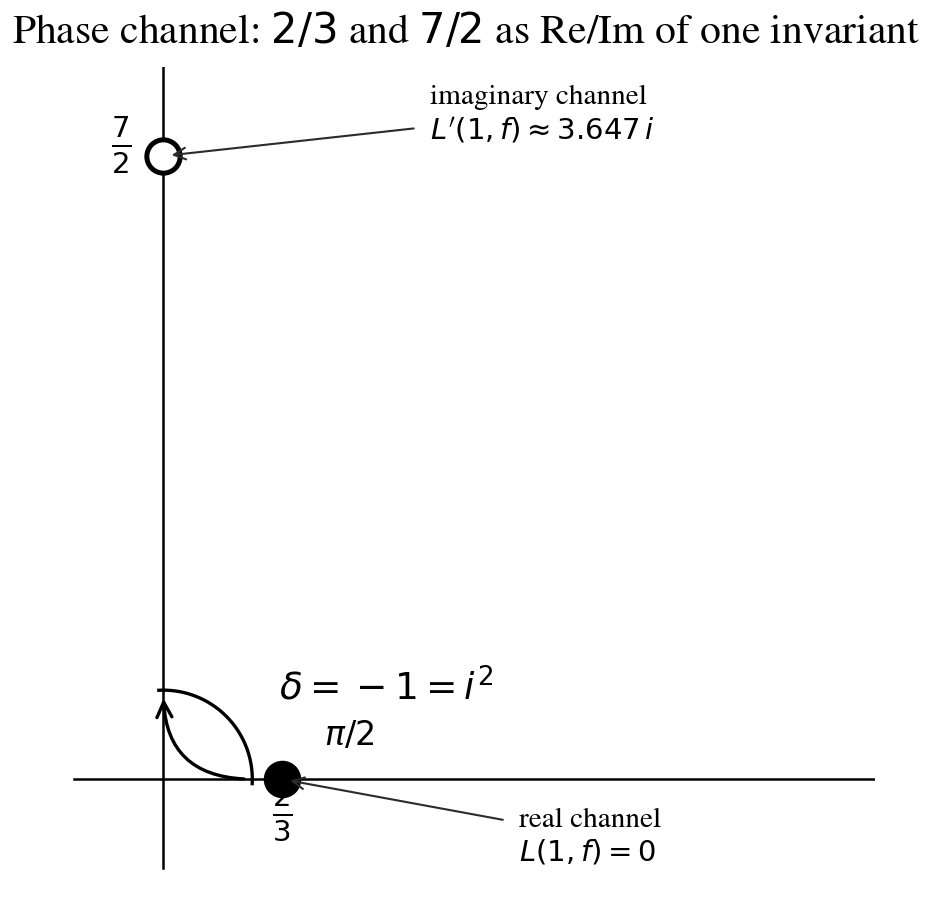 Phase channel: 2/3 and 7/2 as Re/Im of one invariant
imaginary channel
L′(1, f) ≈ 3.647 i
7/2
δ = −1 = i²
π/2
2/3
real channel
L(1, f) = 0